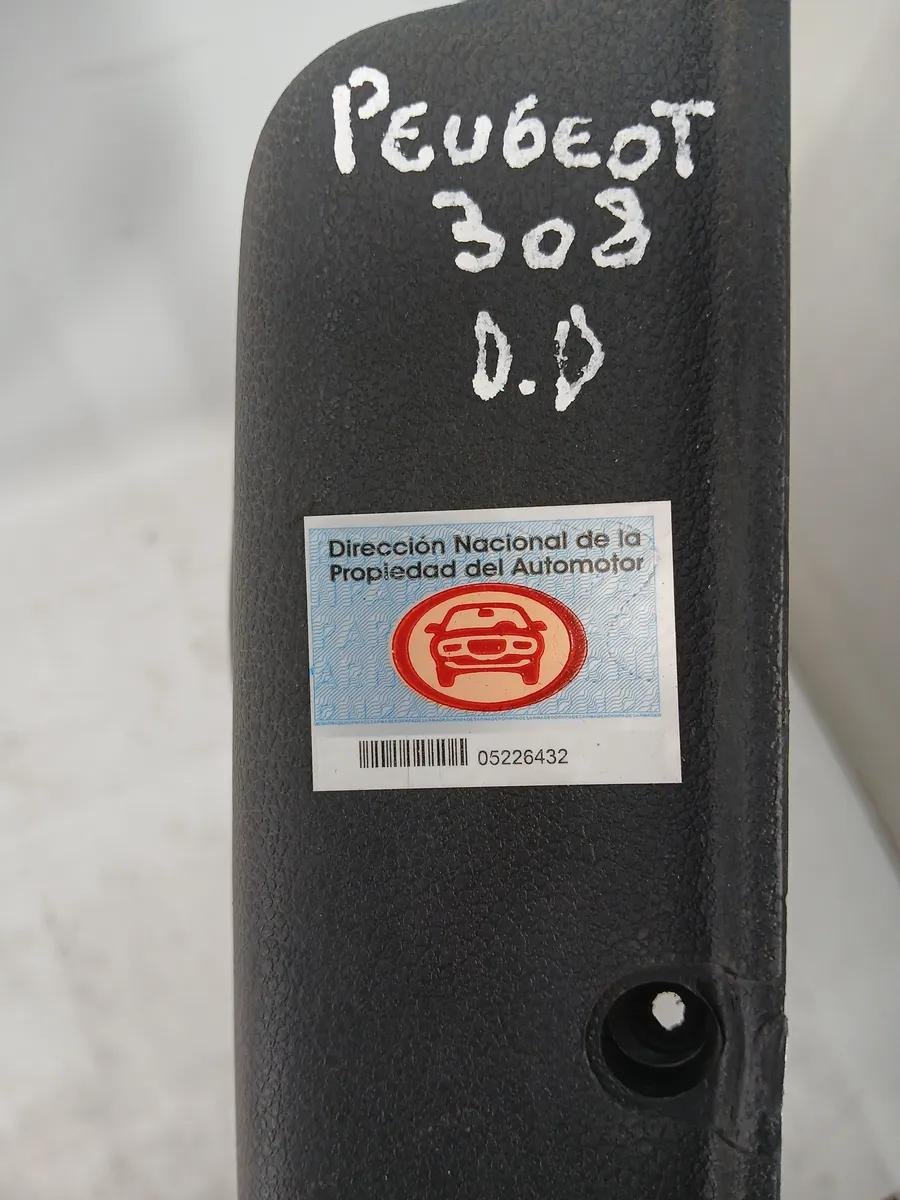 PEUGEOT
308
D.D
Dirección Nacional de la
Propiedad del Automotor
05226432